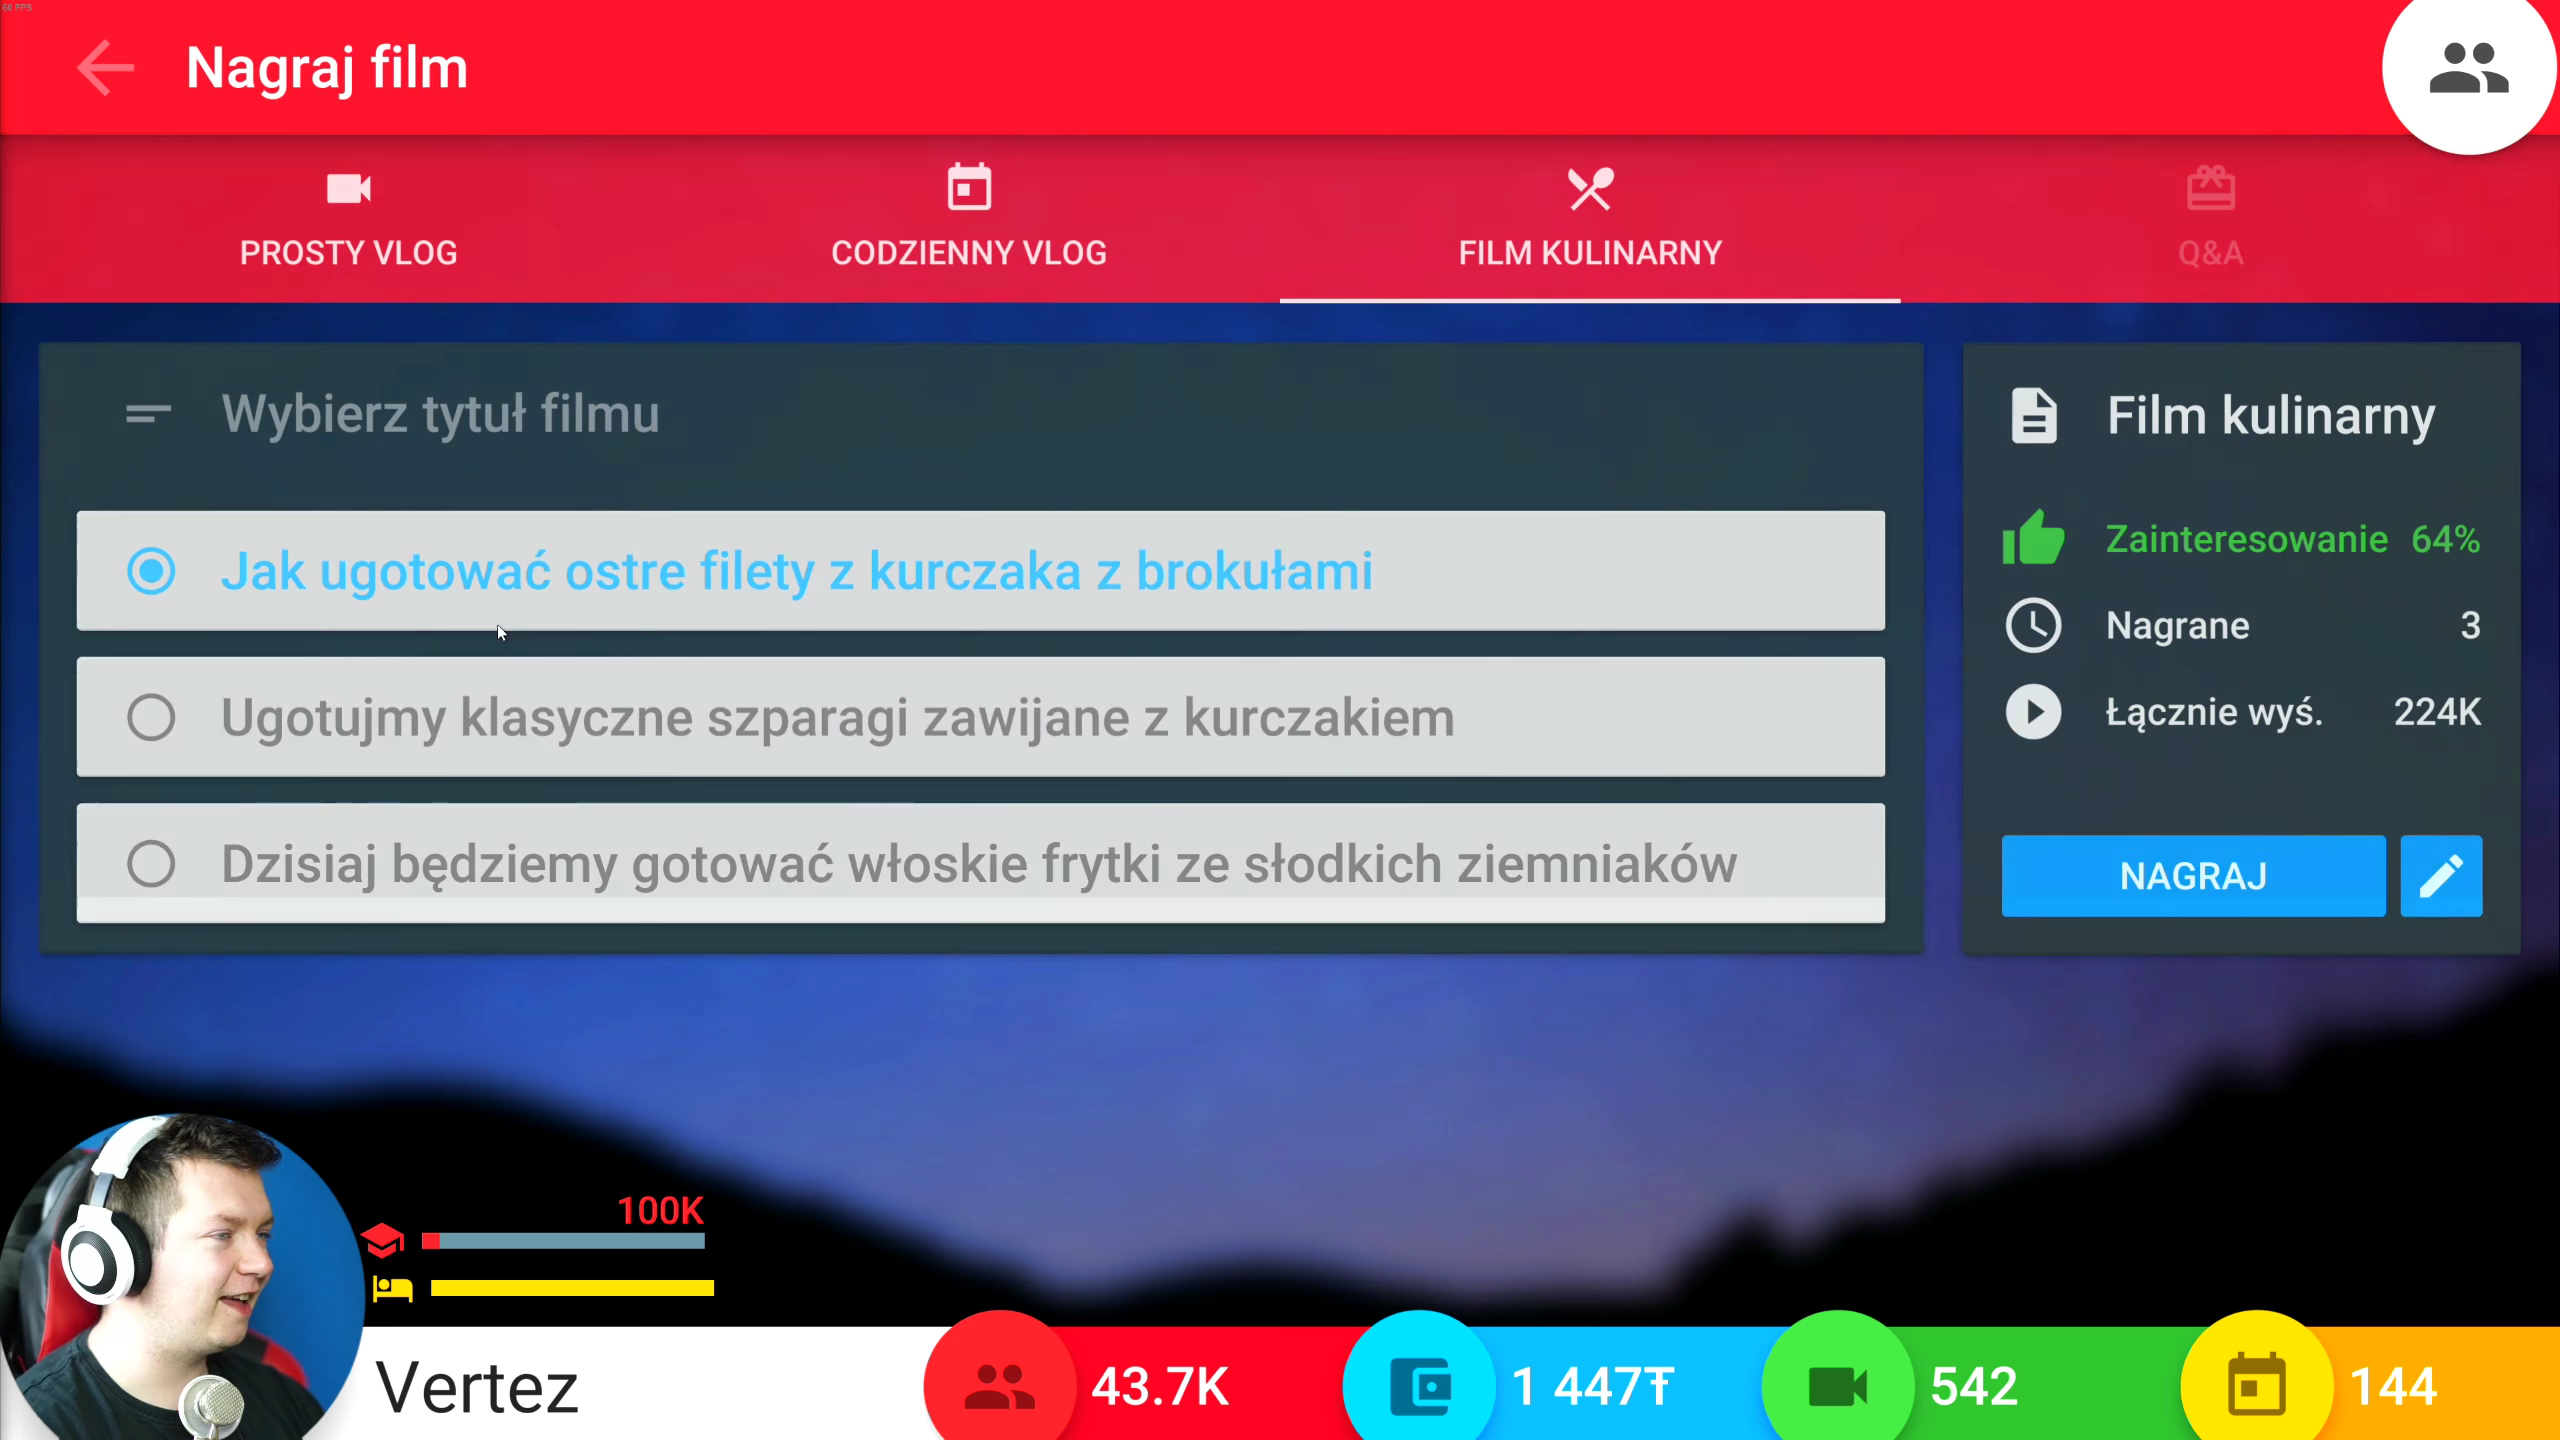 60 FPS
Nagraj film
PROSTY VLOG
CODZIENNY VLOG
FILM KULINARNY
Q&A
Wybierz tytuł filmu
Jak ugotować ostre filety z kurczaka z brokułami
Ugotujmy klasyczne szparagi zawijane z kurczakiem
Dzisiaj będziemy gotować włoskie frytki ze słodkich ziemniaków
Film kulinarny
Zainteresowanie 64%
Nagrane 3
Łącznie wyś. 224K
NAGRAJ
100K
Vertez
43.7K
1 447Ŧ
542
144